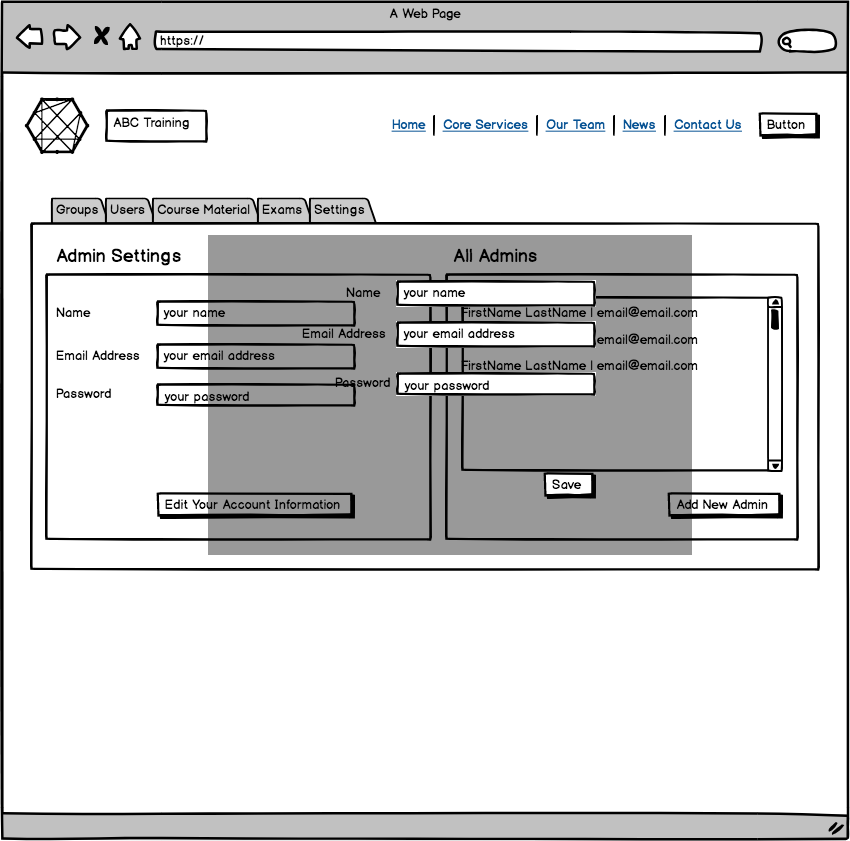 A Web Page
https://
ABC Training
Home
Core Services
Our Team
News
Contact Us
Button
Groups
Users
Course Material
Exams
Settings
Admin Settings
Name
your name
Email Address
your email address
Password
your password
Edit Your Account Information
Name
your name
Email Address
your email address
Password
your password
Save
All Admins
FirstName LastName | email@email.com
email@email.com
FirstName LastName | email@email.com
Add New Admin